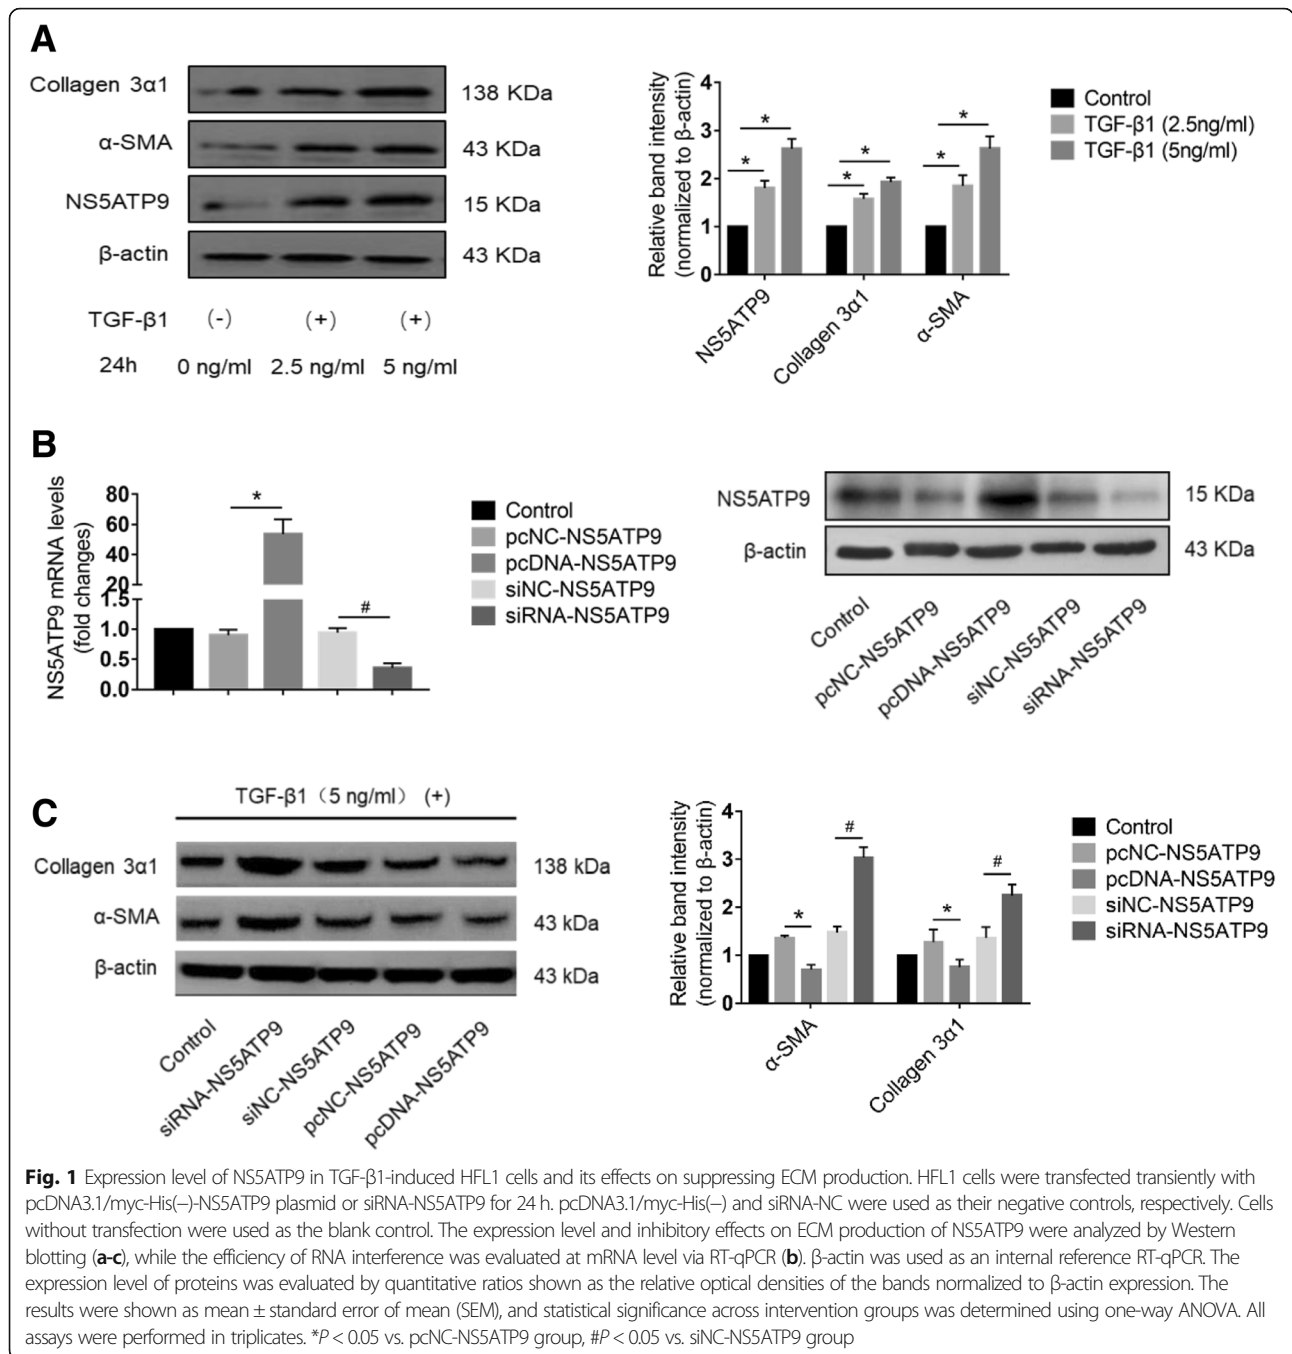 A
Collagen 3α1
138 KDa
α-SMA
43 KDa
NS5ATP9
15 KDa
β-actin
43 KDa
TGF-β1 (-) (+) (+)
24h 0 ng/ml 2.5 ng/ml 5 ng/ml
Relative band intensity
(normalized to β-actin)
4
3
2
1
0
* * * * * *
NS5ATP9
Collagen 3α1
α-SMA
Control
TGF-β1 (2.5ng/ml)
TGF-β1 (5ng/ml)
B
NS5ATP9 mRNA levels
(fold changes)
80
60
40
20
1.5
1.0
0.5
0.0
*
#
Control
pcNC-NS5ATP9
pcDNA-NS5ATP9
siNC-NS5ATP9
siRNA-NS5ATP9
NS5ATP9
15 KDa
β-actin
43 KDa
Control
pcNC-NS5ATP9
pcDNA-NS5ATP9
siNC-NS5ATP9
siRNA-NS5ATP9
C
TGF-β1（5 ng/ml） (+)
Collagen 3α1
138 kDa
α-SMA
43 kDa
β-actin
43 kDa
Control
siRNA-NS5ATP9
siNC-NS5ATP9
pcNC-NS5ATP9
pcDNA-NS5ATP9
Relative band intensity
(normalized to β-actin)
4
3
2
1
0
* # * #
α-SMA
Collagen 3α1
Control
pcNC-NS5ATP9
pcDNA-NS5ATP9
siNC-NS5ATP9
siRNA-NS5ATP9
Fig. 1 Expression level of NS5ATP9 in TGF-β1-induced HFL1 cells and its effects on suppressing ECM production. HFL1 cells were transfected transiently with
pcDNA3.1/myc-His(−)-NS5ATP9 plasmid or siRNA-NS5ATP9 for 24 h. pcDNA3.1/myc-His(−) and siRNA-NC were used as their negative controls, respectively. Cells
without transfection were used as the blank control. The expression level and inhibitory effects on ECM production of NS5ATP9 were analyzed by Western
blotting (a-c), while the efficiency of RNA interference was evaluated at mRNA level via RT-qPCR (b). β-actin was used as an internal reference RT-qPCR. The
expression level of proteins was evaluated by quantitative ratios shown as the relative optical densities of the bands normalized to β-actin expression. The
results were shown as mean ± standard error of mean (SEM), and statistical significance across intervention groups was determined using one-way ANOVA. All
assays were performed in triplicates. *P < 0.05 vs. pcNC-NS5ATP9 group, #P < 0.05 vs. siNC-NS5ATP9 group